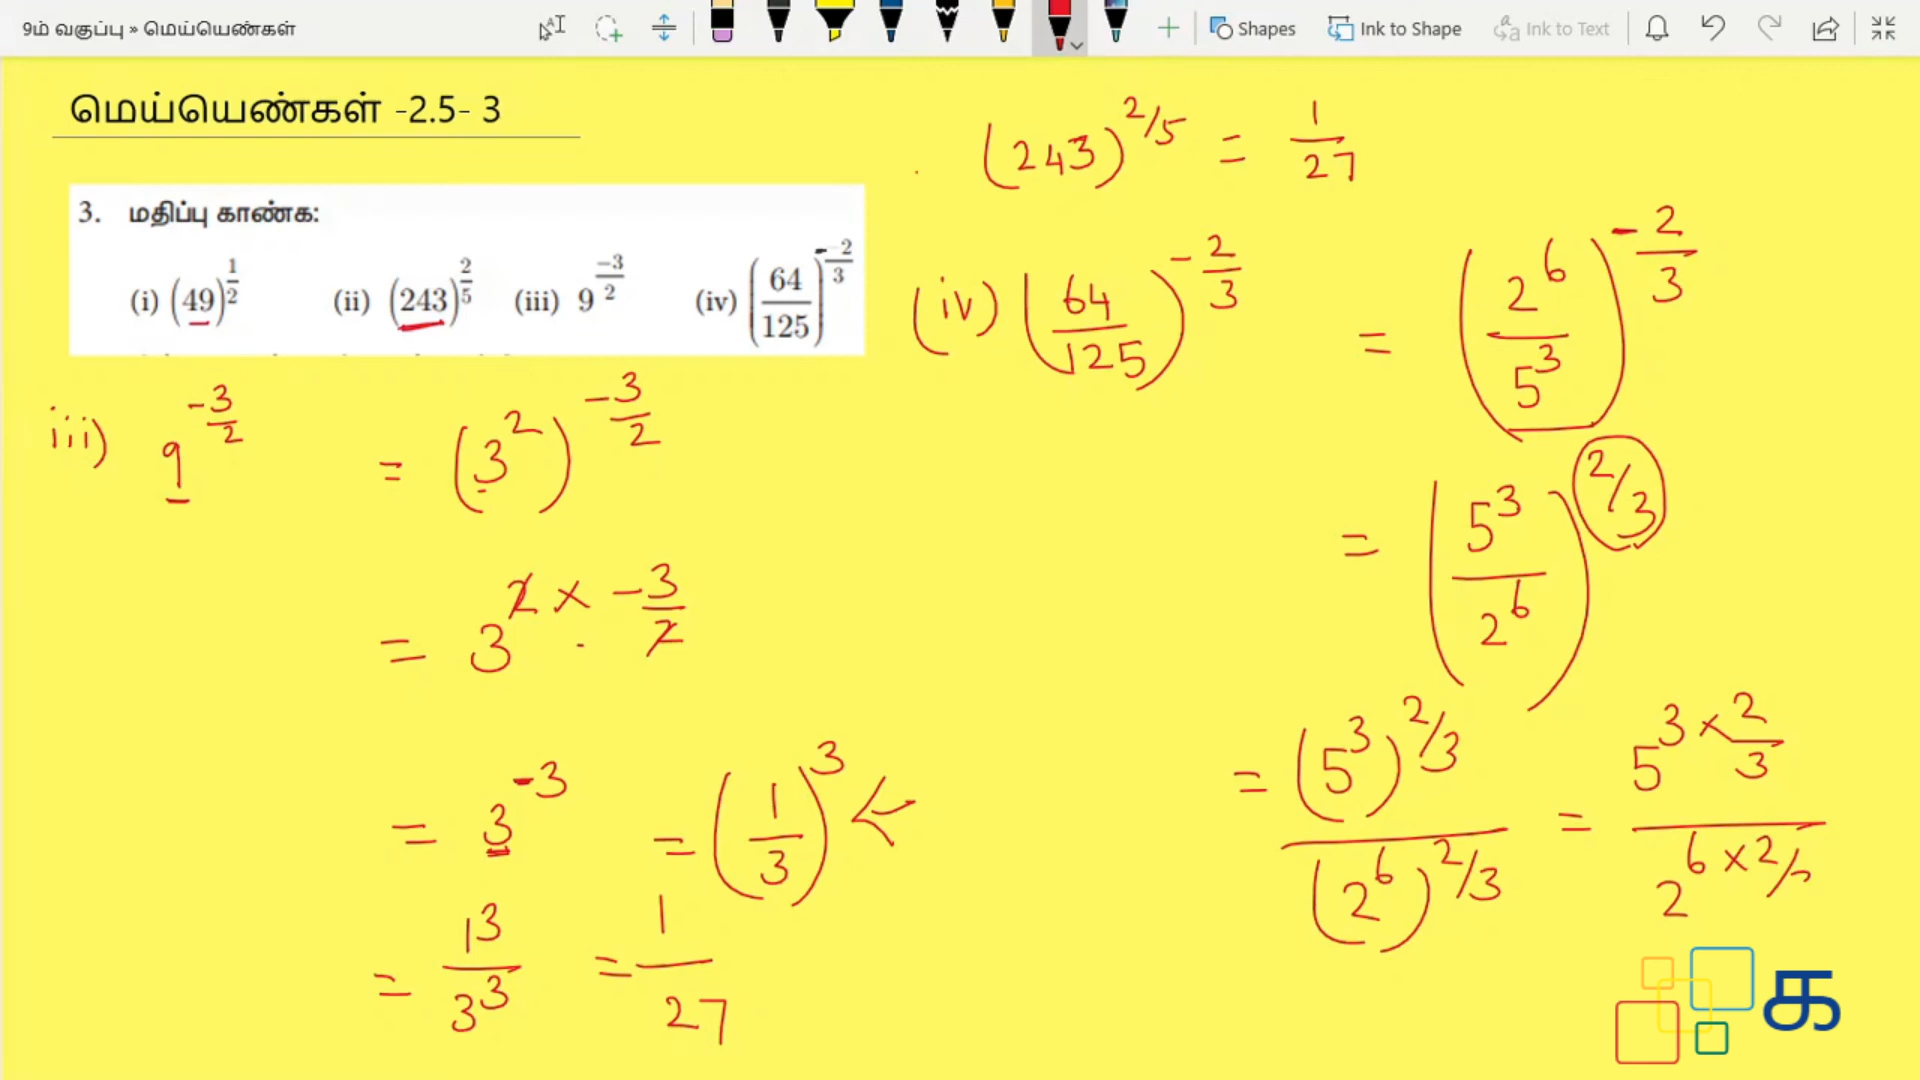 9ம் வகுப்பு » மெய்யெண்கள்
Shapes
Ink to Shape
Ink to Text
மெய்யெண்கள் -2.5- 3
3. மதிப்பு காண்க:
(i) (49)^(1/2) (ii) (243)^(2/5) (iii) 9^(-3/2) (iv) (64/125)^(-2/3)
iii) 9^(-3/2) = (3^2)^(-3/2)
= 3^(2 × -3/2)
= 3^(-3) = (1/3)^3
= 1^3/3^3 = 1/27
(243)^(2/5) = 1/27
(iv) (64/125)^(-2/3) = (2^6/5^3)^(-2/3)
= (5^3/2^6)^(2/3)
= (5^3)^(2/3)/(2^6)^(2/3) = 5^(3 × 2/3)/2^(6 × 2/
க